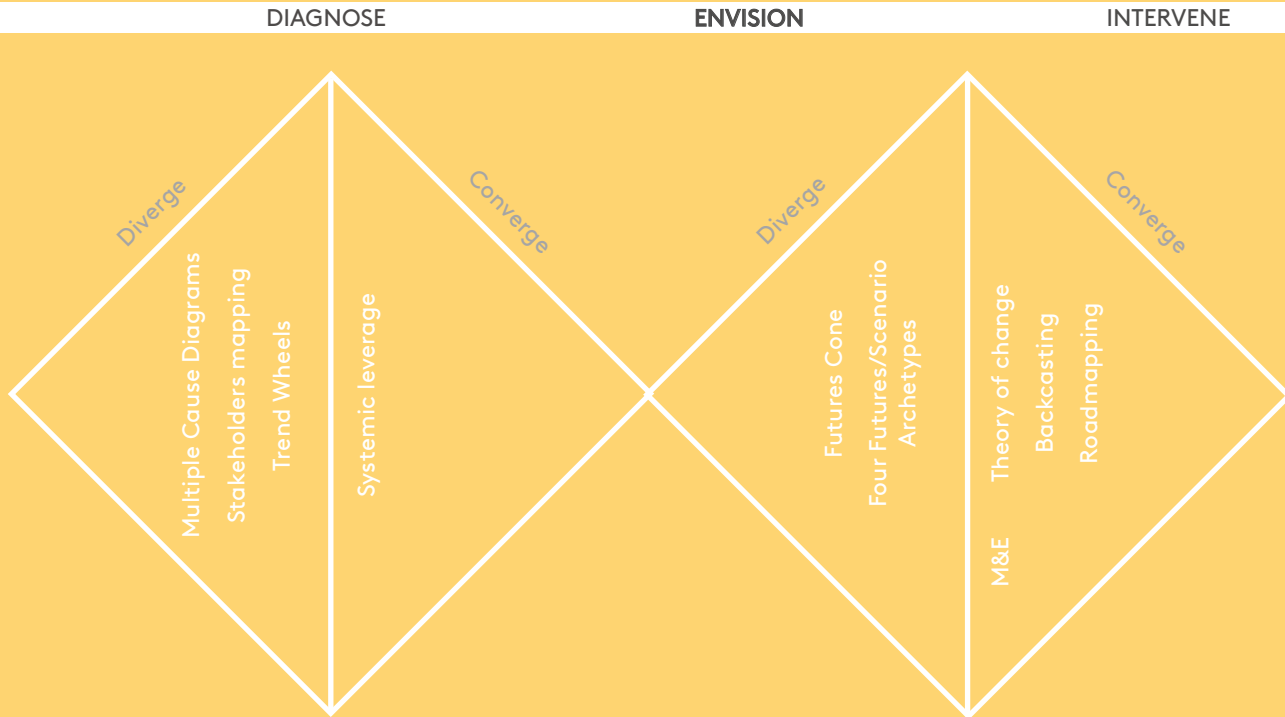 DIAGNOSE
ENVISION
INTERVENE
Diverge
Converge
Multiple Cause Diagrams
Stakeholders mapping
Trend Wheels
Systemic leverage
Diverge
Converge
Futures Cone
Four Futures/Scenario
Archetypes
M&E
Theory of change
Backcasting
Roadmapping